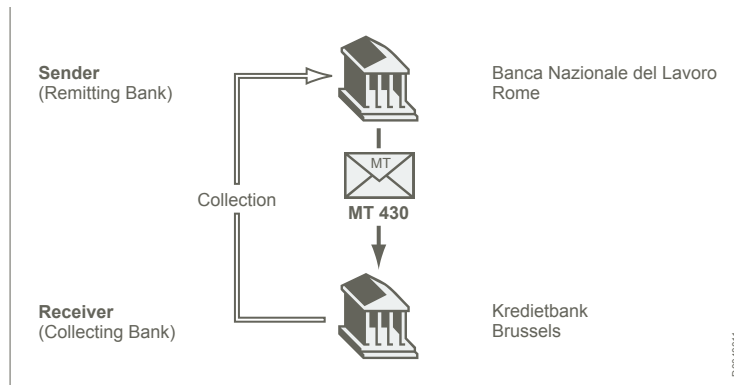 Sender
(Remitting Bank)
Banca Nazionale del Lavoro
Rome
MT
Collection
MT 430
Receiver
(Collecting Bank)
Kredietbank
Brussels